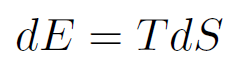 dE = TdS